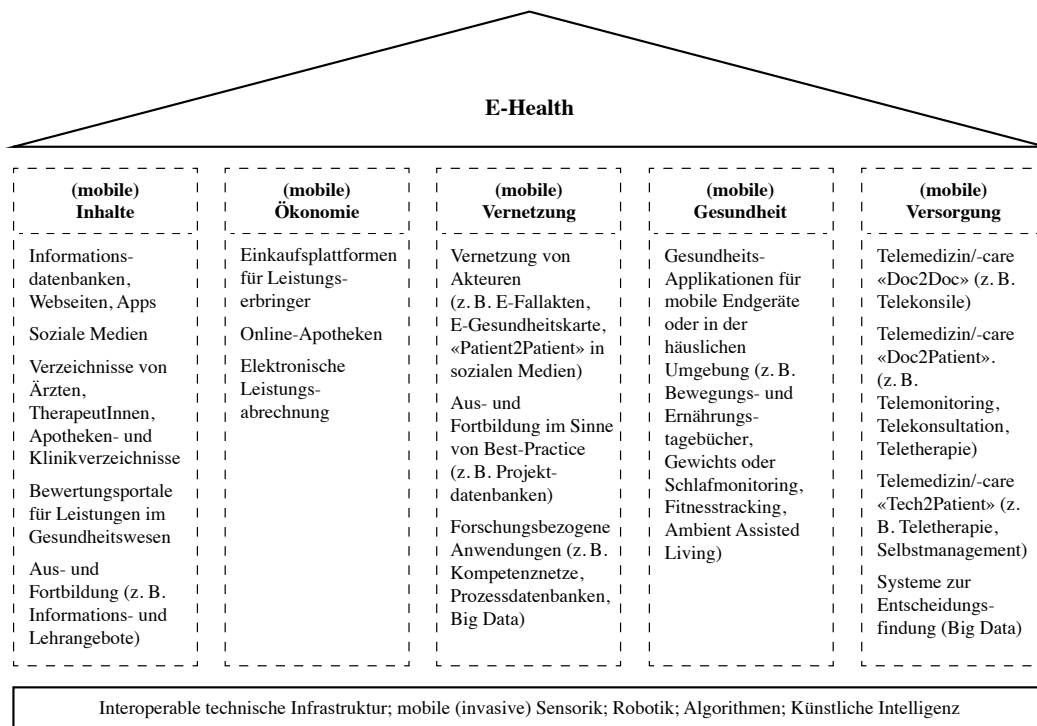 E-Health
(mobile)
Inhalte
Informations-
datenbanken,
Webseiten, Apps
Soziale Medien
Verzeichnisse von
Ärzten,
TherapeutInnen,
Apotheken- und
Klinikverzeichnisse
Bewertungsportale
für Leistungen im
Gesundheitswesen
Aus- und
Fortbildung (z. B.
Informations- und
Lehrangebote)
(mobile)
Ökonomie
Einkaufsplattformen
für Leistungs-
erbringer
Online-Apotheken
Elektronische
Leistungs-
abrechnung
(mobile)
Vernetzung
Vernetzung von
Akteuren
(z. B. E-Fallakten,
E-Gesundheitskarte,
«Patient2Patient» in
sozialen Medien)
Aus- und
Fortbildung im Sinne
von Best-Practice
(z. B. Projekt-
datenbanken)
Forschungsbezogene
Anwendungen (z. B.
Kompetenznetze,
Prozessdatenbanken,
Big Data)
(mobile)
Gesundheit
Gesundheits-
Applikationen für
mobile Endgeräte
oder in der
häuslichen
Umgebung (z. B.
Bewegungs- und
Ernährungs-
tagebücher,
Gewichts oder
Schlafmonitoring,
Fitnesstracking,
Ambient Assisted
Living)
(mobile)
Versorgung
Telemedizin/-care
«Doc2Doc» (z. B.
Telekonsile)
Telemedizin/-care
«Doc2Patient».
(z. B.
Telemonitoring,
Telekonsultation,
Teletherapie)
Telemedizin/-care
«Tech2Patient» (z.
B. Teletherapie,
Selbstmanagement)
Systeme zur
Entscheidungs-
findung (Big Data)
Interoperable technische Infrastruktur; mobile (invasive) Sensorik; Robotik; Algorithmen; Künstliche Intelligenz